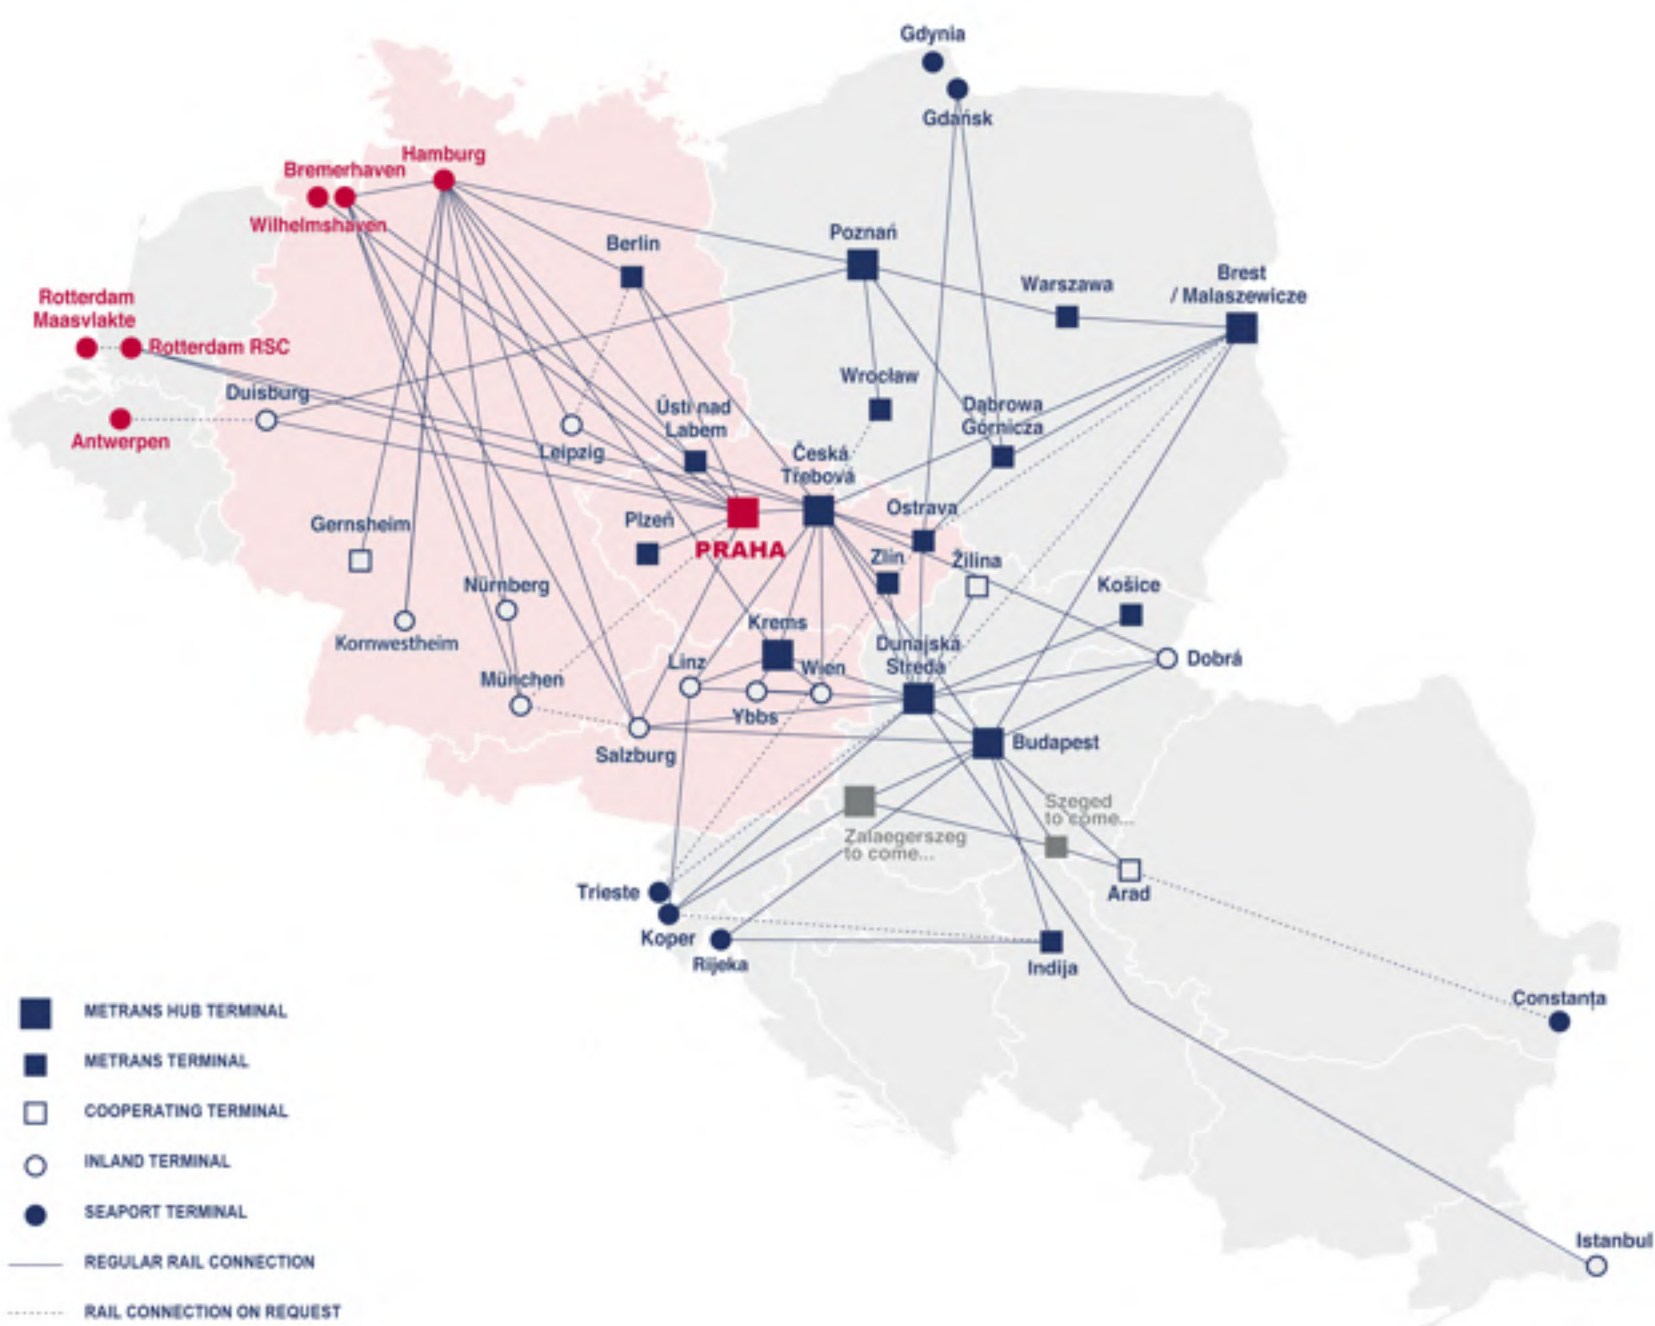 Gdynia
Gdańsk
Hamburg
Bremerhaven
Wilhelmshaven
Berlin
Poznań
Warszawa
Brest
/ Malaszewicze
Rotterdam
Maasvlakte
Rotterdam RSC
Duisburg
Antwerpen
Wrocław
Dąbrowa
Górnicza
Ústí nad
Labem
Leipzig
Česká
Třebová
Ostrava
Gernsheim
Plzeň
PRAHA
Zlín
Žilina
Košice
Nürnberg
Kornwestheim
Krems
Dunajská
Streda
Dobrá
Linz
Wien
München
Ybbs
Salzburg
Budapest
Szeged
to come...
Zalaegerszeg
to come...
Trieste
Arad
Koper
Rijeka
Indija
Constanța
Istanbul
METRANS HUB TERMINAL
METRANS TERMINAL
COOPERATING TERMINAL
INLAND TERMINAL
SEAPORT TERMINAL
REGULAR RAIL CONNECTION
RAIL CONNECTION ON REQUEST